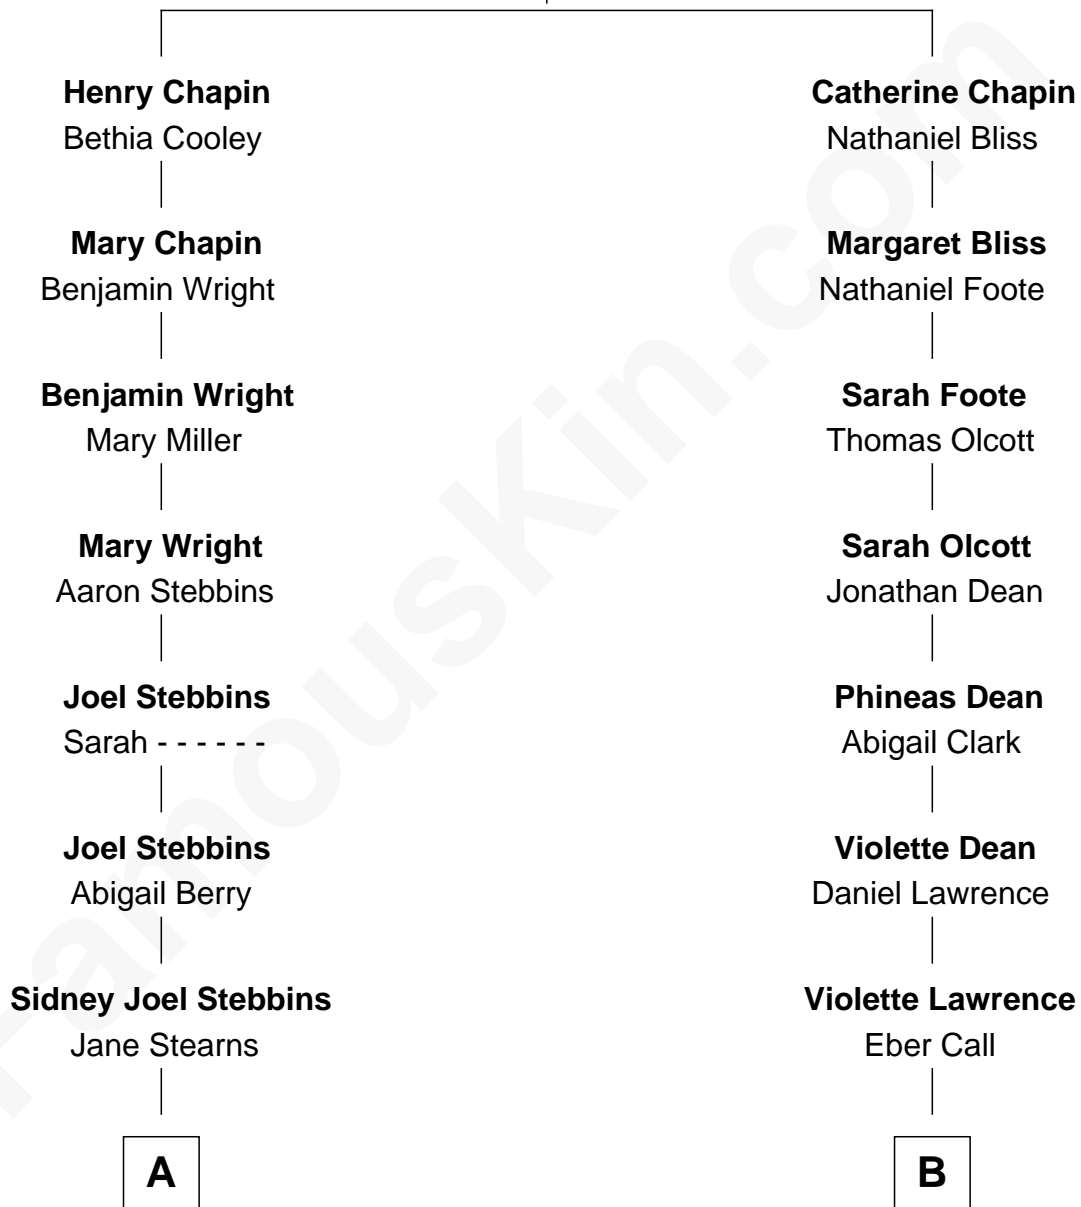 Henry Chapin
Bethia Cooley
Mary Chapin
Benjamin Wright
Benjamin Wright
Mary Miller
Mary Wright
Aaron Stebbins
Joel Stebbins
Sarah - - - - - -
Joel Stebbins
Abigail Berry
Sidney Joel Stebbins
Jane Stearns
A
Catherine Chapin
Nathaniel Bliss
Margaret Bliss
Nathaniel Foote
Sarah Foote
Thomas Olcott
Sarah Olcott
Jonathan Dean
Phineas Dean
Abigail Clark
Violette Dean
Daniel Lawrence
Violette Lawrence
Eber Call
B
FamousKin.com